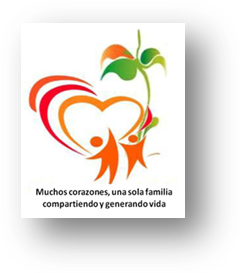 Muchos corazones, una sola familia
compartiendo y generando vida